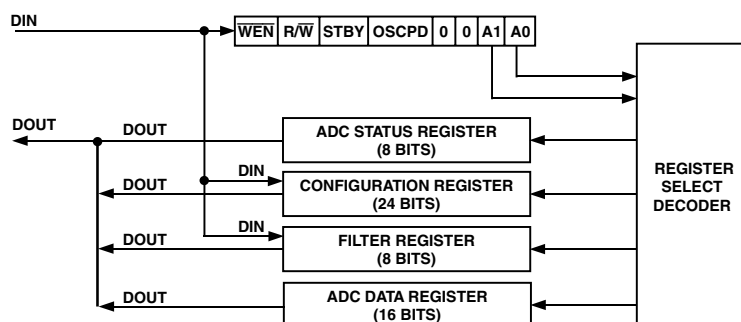 DIN
WEN R/W STBY OSCPD 0 0 A1 A0
DOUT
DOUT
ADC STATUS REGISTER
(8 BITS)
DIN
DOUT
CONFIGURATION REGISTER
(24 BITS)
DIN
DOUT
FILTER REGISTER
(8 BITS)
DOUT
ADC DATA REGISTER
(16 BITS)
REGISTER
SELECT
DECODER